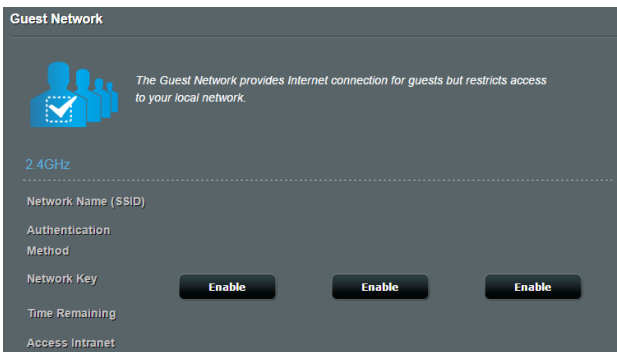 Guest Network
The Guest Network provides Internet connection for guests but restricts access
to your local network.
2.4GHz
Network Name (SSID)
Authentication
Method
Network Key
Enable Enable Enable
Time Remaining
Access Intranet